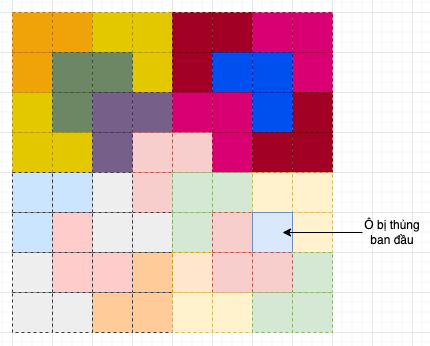 Ô bị thủng
ban đầu